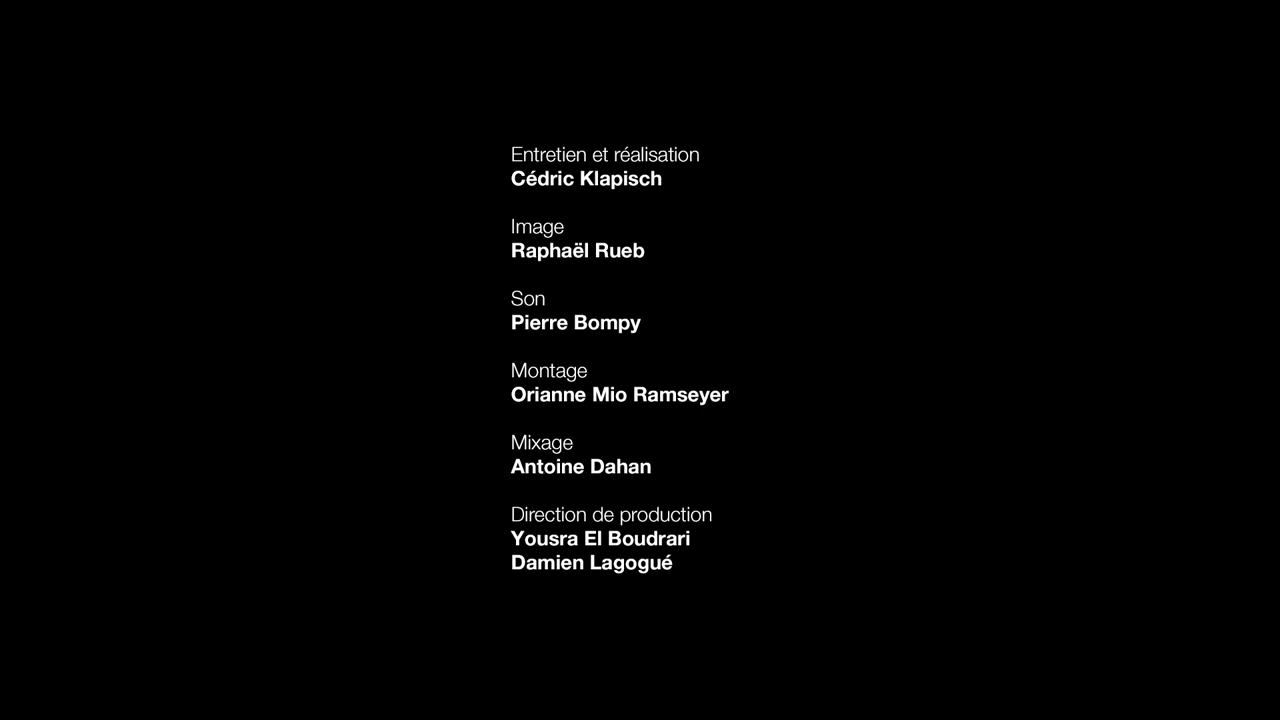 Entretien et réalisation
Cédric Klapisch
Image
Raphaël Rueb
Son
Pierre Bompy
Montage
Orianne Mio Ramseyer
Mixage
Antoine Dahan
Direction de production
Yousra El Boudrari
Damien Lagogué